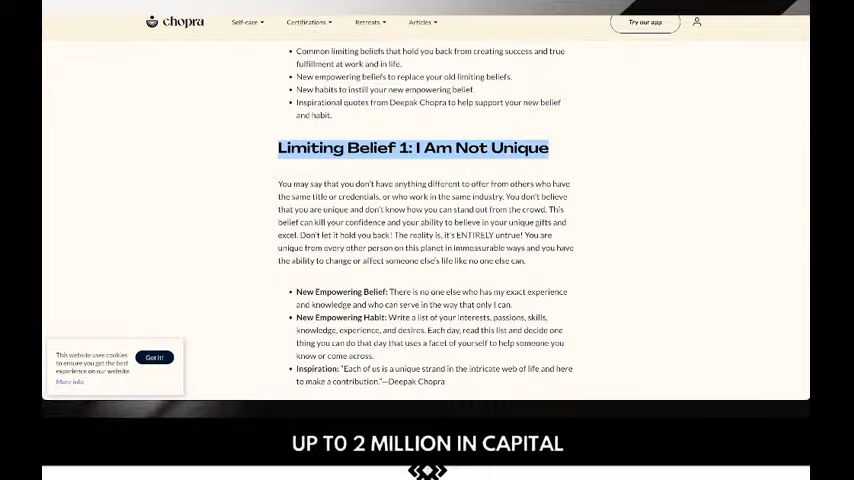 chopra
Self-care
Certifications
Retreats
Articles
Try our app
Common limiting beliefs that hold you back from creating success and true
fulfillment at work and in life.
New empowering beliefs to replace your old limiting beliefs.
New habits to instill your new empowering belief.
Inspirational quotes from Deepak Chopra to help support your new belief
and habit.
Limiting Belief 1: I Am Not Unique
You may say that you don't have anything different to offer from others who have
the same title or credentials, or who work in the same industry. You don't believe
that you are unique and don't know how you can stand out from the crowd. This
belief can kill your confidence and your ability to believe in your unique gifts and
excel. Don't let it hold you back! The reality is, it's ENTIRELY untrue! You are
unique from every other person on this planet in immeasurable ways and you have
the ability to change or affect someone else's life like no one else can.
New Empowering Belief: There is no one else who has my exact experience
and knowledge and who can serve in the way that only I can.
New Empowering Habit: Write a list of your interests, passions, skills,
knowledge, experience, and desires. Each day, read this list and decide one
thing you can do that day that uses a facet of yourself to help someone you
know or come across.
Inspiration: "Each of us is a unique strand in the intricate web of life and here
to make a contribution."—Deepak Chopra
This website uses cookies
to ensure you get the best
experience on our website.
More info
Got it!
UP TO 2 MILLION IN CAPITAL